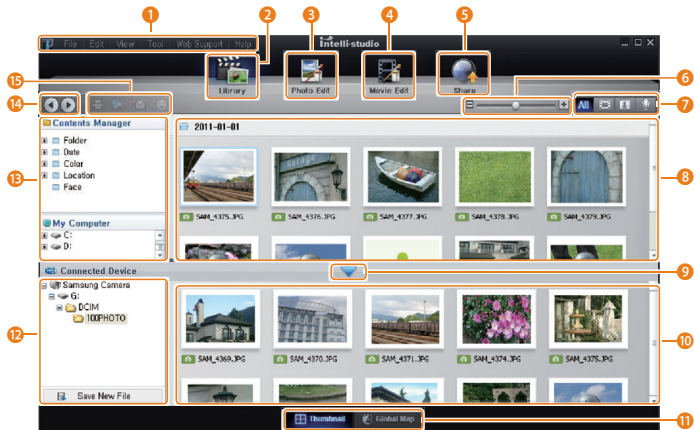 1 2 3 4 5
File Edit View Tool Web Support Help
Intelli-studio
Library Photo Edit Movie Edit Share
15 6
14 All 7
Contents Manager
2011-01-01
Folder
Date
Color
Location
Face
13 8
SAM_4375.JPG SAM_4376.JPG SAM_4377.JPG SAM_4378.JPG SAM_4379.JPG
My Computer
C:
D:
Connected Device 9
Samsung Camera
G:
DCIM
100PHOTO
12 10
SAM_4369.JPG SAM_4370.JPG SAM_4371.JPG SAM_4374.JPG SAM_4375.JPG
Save New File
Thumbnail Global Map 11